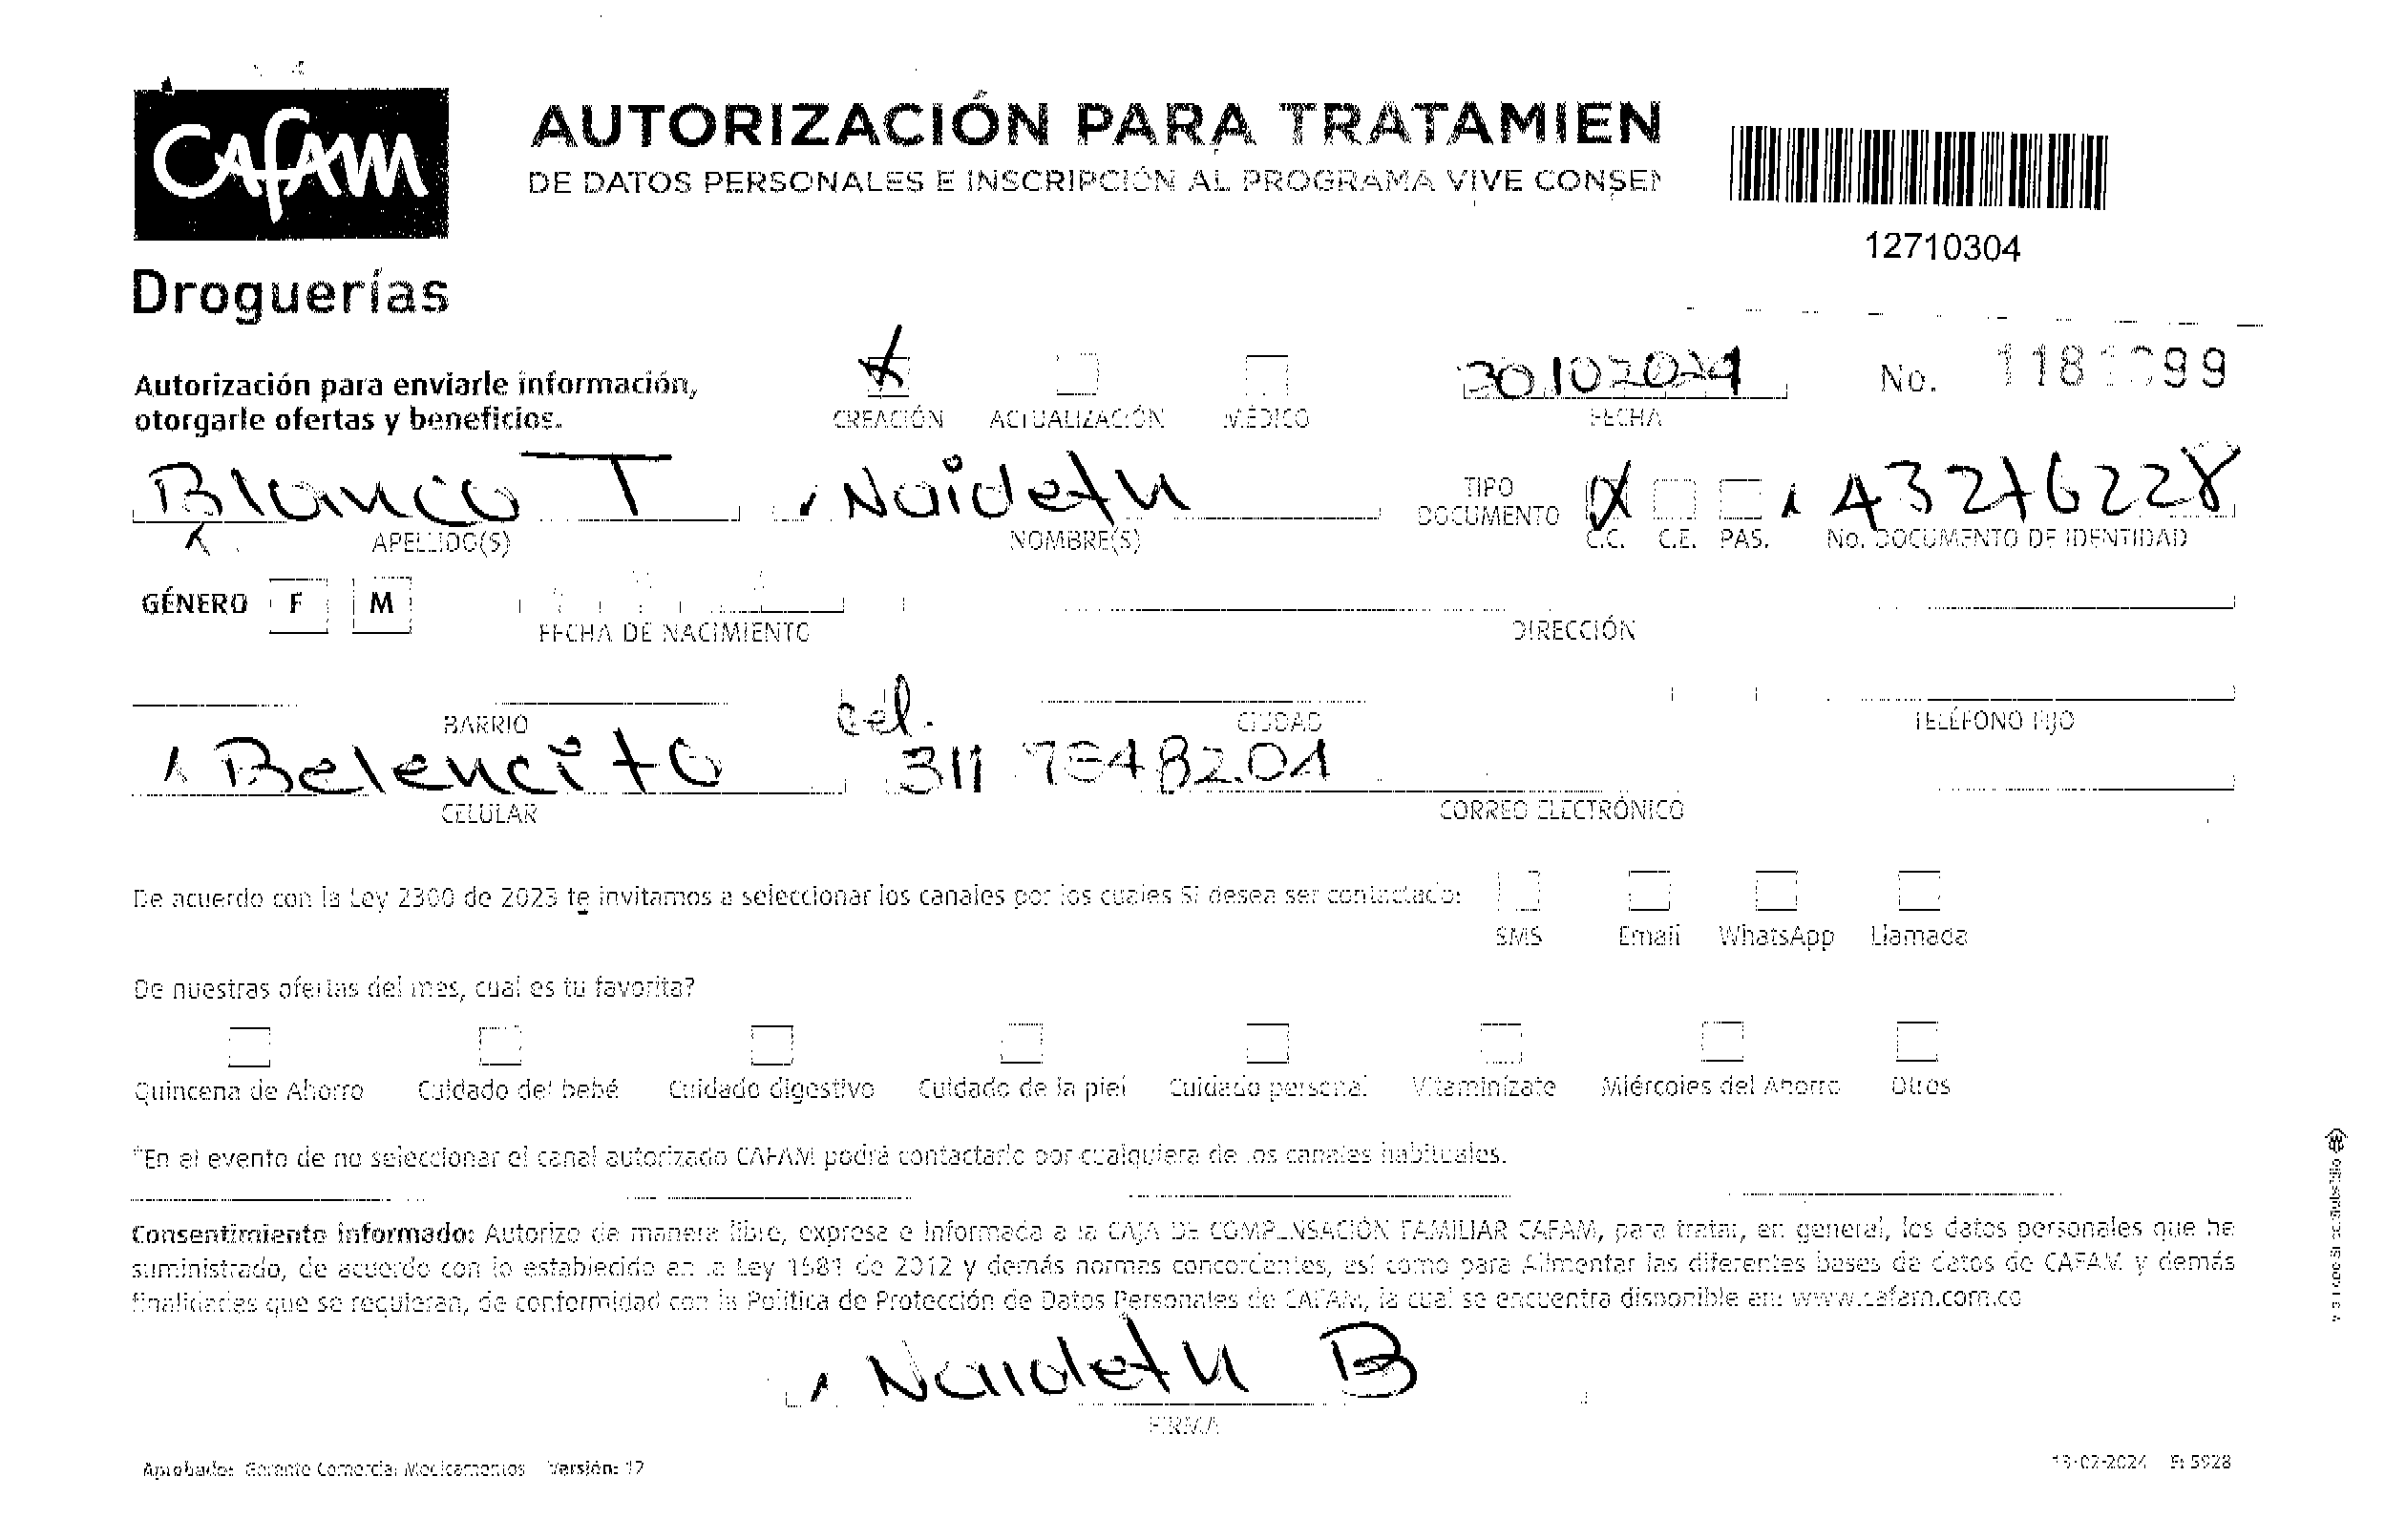 CAFAM
Droguerías
AUTORIZACIÓN PARA TRATAMIEN
DE DATOS PERSONALES E INSCRIPCIÓN AL PROGRAMA VIVE CONSEN
12710304
Autorización para enviarle información,
otorgarle ofertas y beneficios.
CREACIÓN ACTUALIZACIÓN MÉDICO
30102024
FECHA
No.
Blanco T Naideth
APELLIDO(S) NOMBRE(S)
TIPO
DOCUMENTO
C.C. C.E. PAS.
43276228
No. DOCUMENTO DE IDENTIDAD
GÉNERO F M
FECHA DE NACIMIENTO
DIRECCIÓN
BARRIO
cel.
CIUDAD
TELÉFONO FIJO
Belencito 311 7848201
CELULAR
CORREO ELECTRÓNICO
De acuerdo con la Ley 2300 de 2023 te invitamos a seleccionar los canales por los cuales SI desea ser contactado:
SMS Email WhatsApp Llamada
De nuestras ofertas del mes, cual es tu favorita?
Quincena de Ahorro Cuidado del bebé Cuidado digestivo Cuidado de la piel Cuidado personal Vitaminízate Miércoles del Ahorro Otros
*En el evento de no seleccionar el canal autorizado CAFAM podrá contactarlo por cualquiera de los canales habituales.
Consentimiento informado: Autorizo de manera libre, expresa e informada a la CAJA DE COMPENSACIÓN FAMILIAR CAFAM, para tratar, en general, los datos personales que he
suministrado, de acuerdo con lo establecido en la Ley 1581 de 2012 y demás normas concordantes, así como para Alimentar las diferentes bases de datos de CAFAM y demás
finalidades que se requieran, de conformidad con la Política de Protección de Datos Personales de CAFAM, la cual se encuentra disponible en: www.cafam.com.co
Naideth B
FIRMA
Aprobado: Gerente Comercial Medicamentos Versión: 12
13-02-2024 F: 5928